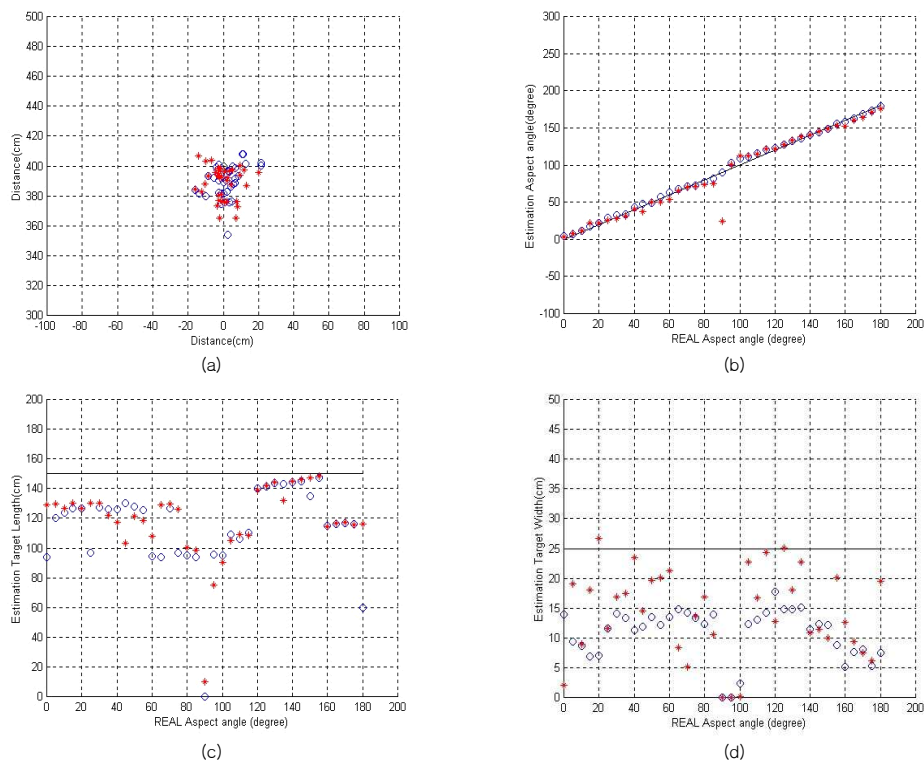 500
480
460
440
420
400
380
360
340
320
300
Distance(cm)
-100 -80 -60 -40 -20 0 20 40 60 80 100
Distance(cm)
(a)
300
250
200
150
100
50
0
-50
-100
Estimation Aspect angle(degree)
0 20 40 60 80 100 120 140 160 180 200
REAL Aspect angle (degree)
(b)
200
180
160
140
120
100
80
60
40
20
0
Estimation Target Length(cm)
0 20 40 60 80 100 120 140 160 180 200
REAL Aspect angle (degree)
(c)
50
45
40
35
30
25
20
15
10
5
0
Estimation Target Width(cm)
0 20 40 60 80 100 120 140 160 180 200
REAL Aspect angle (degree)
(d)